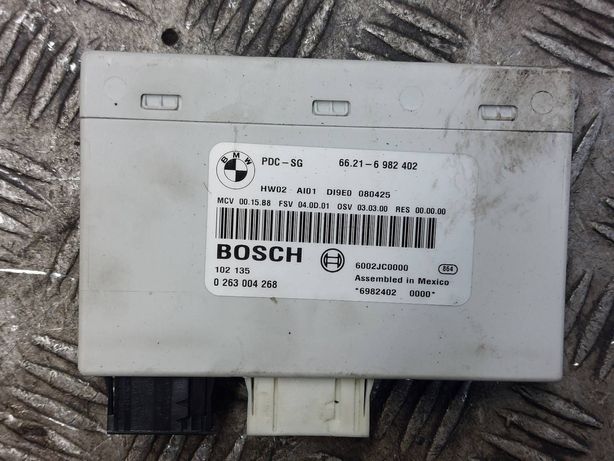 BMW
PDC-SG 66.21-6 982 402
HW02 AI01 DI9E0 080425
MCV 00.15.88 FSV 04.0D.01 OSV 03.03.00 RES 00.00.00
BOSCH 6002JC0000 864
102 135 Assembled in Mexico
0 263 004 268 *6982402 0000*